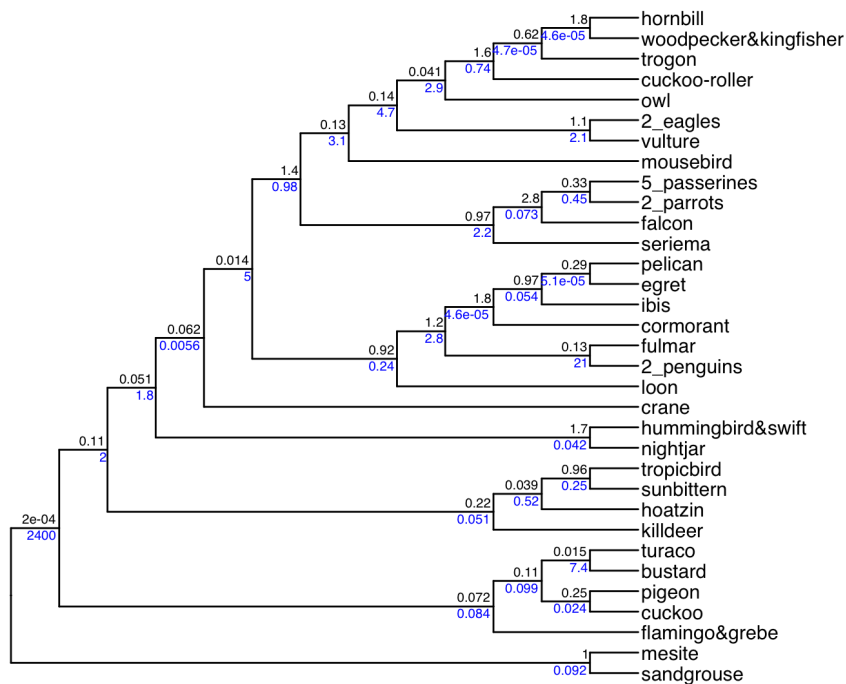 1.8 hornbill
0.62 4.6e-05 woodpecker&kingfisher
1.6 4.7e-05 trogon
0.041 0.74 cuckoo-roller
0.14 2.9 owl
4.7 1.1 2_eagles
0.13 2.1 vulture
3.1 mousebird
1.4 0.33 5_passerines
0.98 2.8 0.45 2_parrots
0.97 0.073 falcon
2.2 seriema
0.014 0.29 pelican
5 0.97 5.1e-05 egret
1.8 0.054 ibis
1.2 4.6e-05 cormorant
0.062 2.8 0.13 fulmar
0.0056 0.92 21 2_penguins
0.051 0.24 loon
1.8 crane
1.7 hummingbird&swift
0.11 0.042 nightjar
2 0.96 tropicbird
0.039 0.25 sunbittern
0.22 0.52 hoatzin
2e-04 0.051 killdeer
2400 0.015 turaco
0.11 7.4 bustard
0.099 0.25 pigeon
0.072 0.024 cuckoo
0.084 flamingo&grebe
1 mesite
0.092 sandgrouse